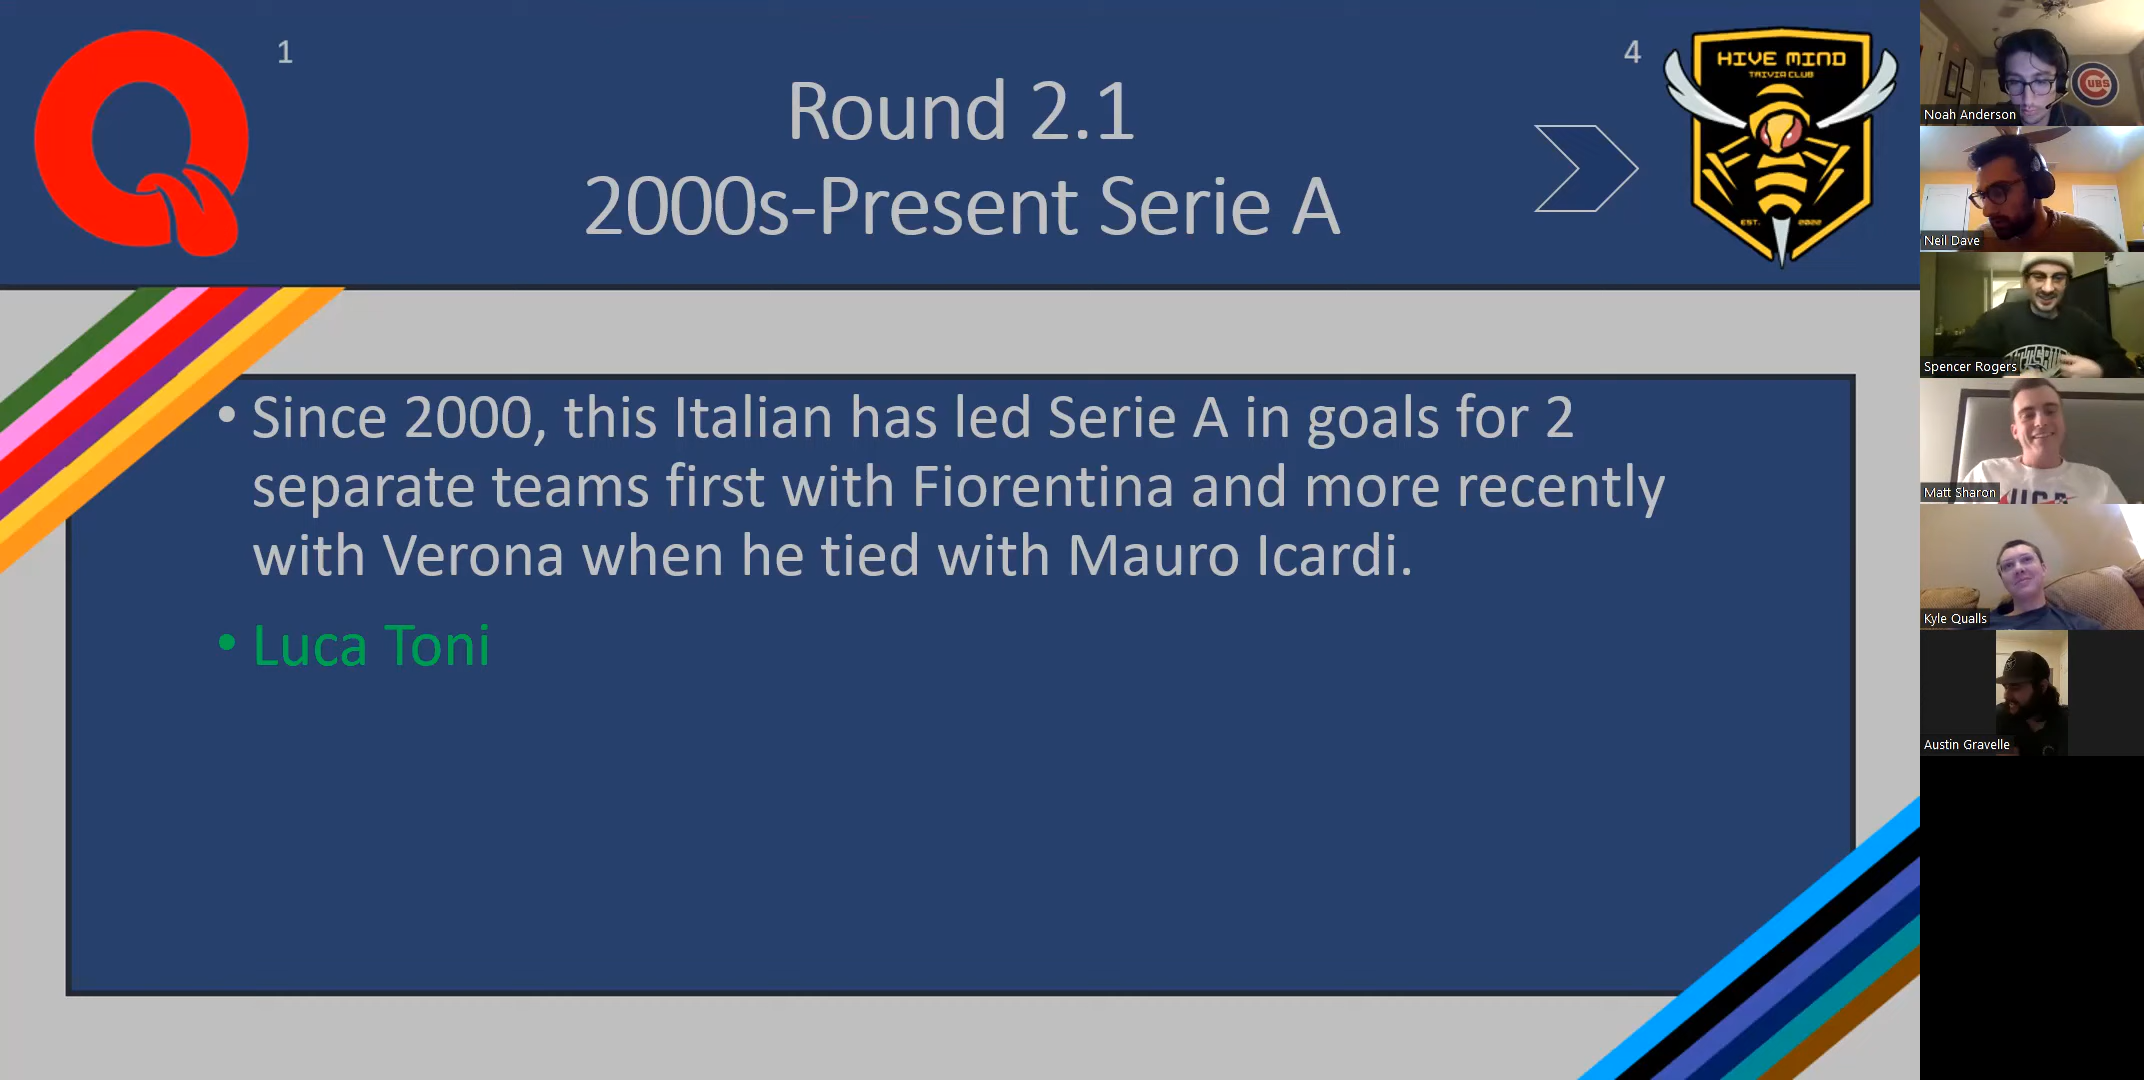 1
4
Round 2.1
2000s-Present Serie A
HIVE MIND
TRIVIA CLUB
EST. 2022
• Since 2000, this Italian has led Serie A in goals for 2
separate teams first with Fiorentina and more recently
with Verona when he tied with Mauro Icardi.
• Luca Toni
CUBS
Noah Anderson
Neil Dave
Spencer Rogers
Matt Sharon
Kyle Qualls
Austin Gravelle